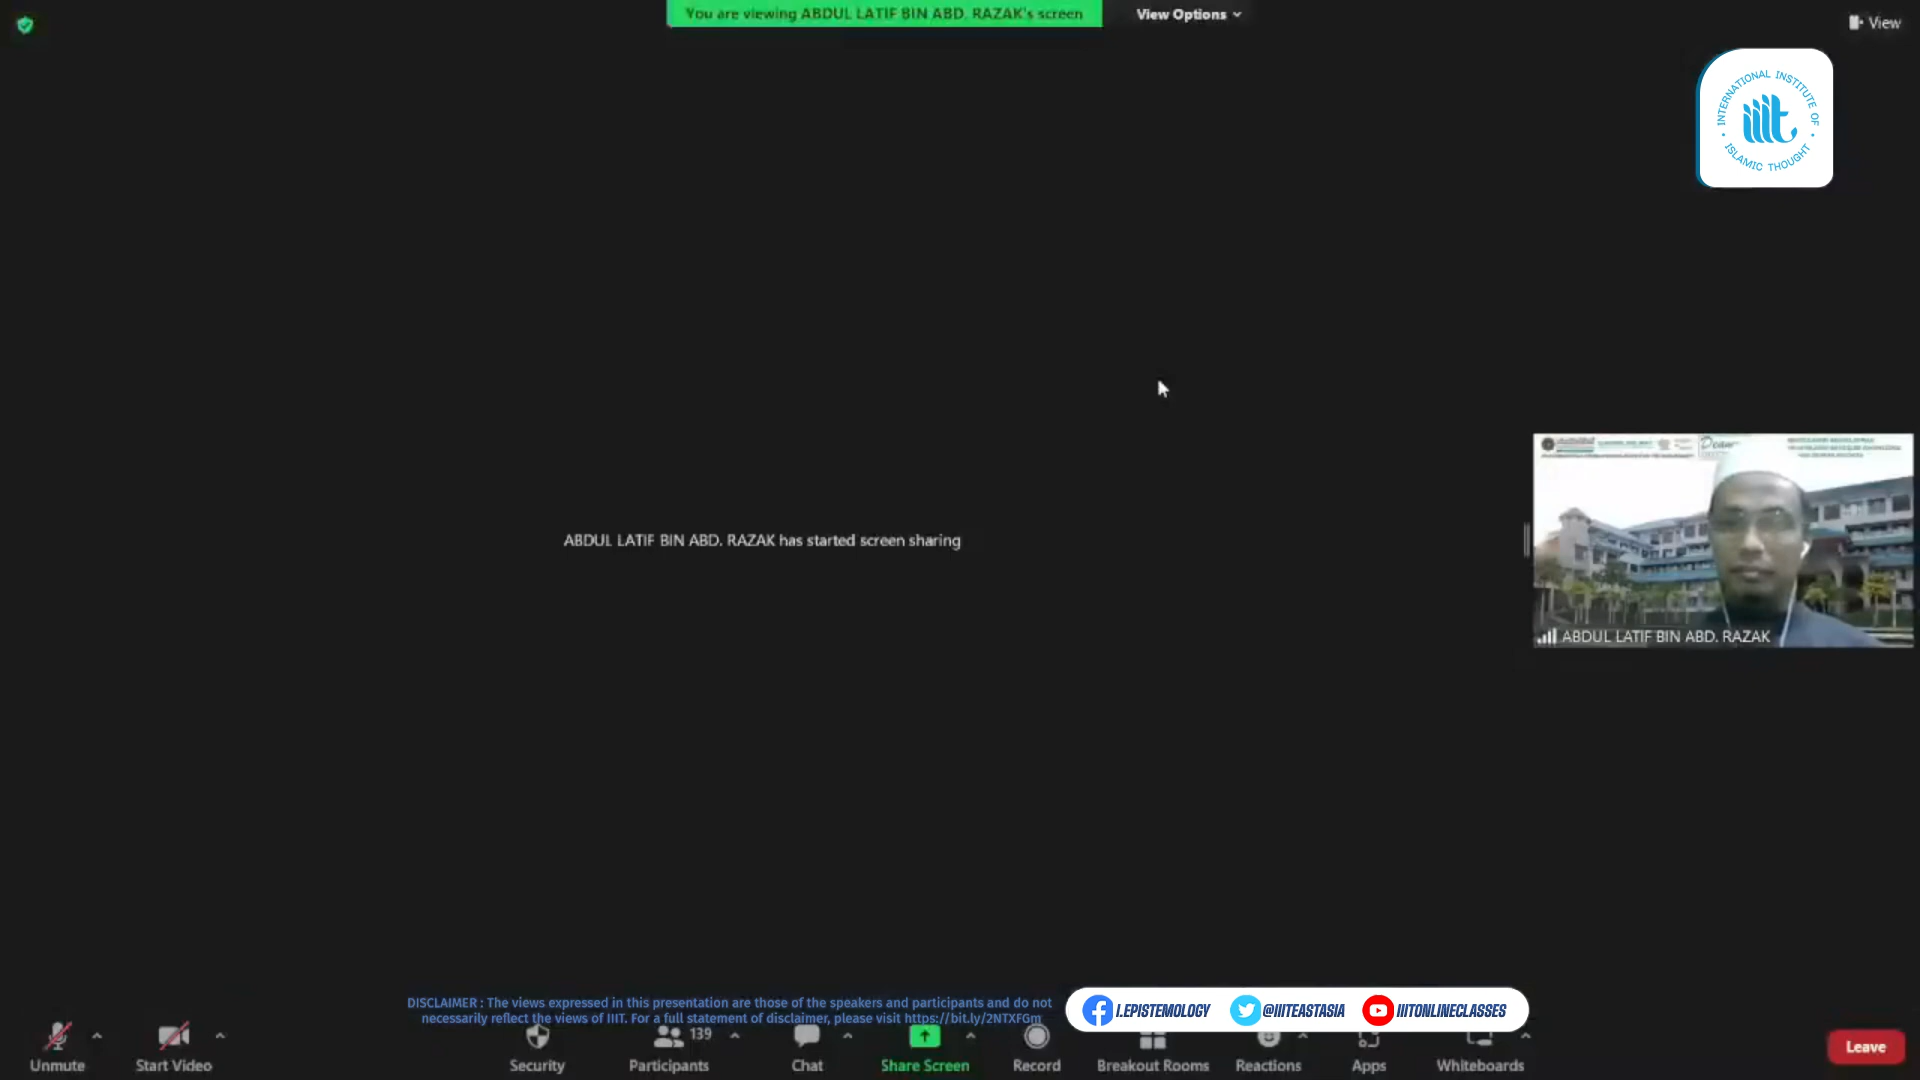 You are viewing ABDUL LATIF BIN ABD. RAZAK's screen
View Options
View
INTERNATIONAL INSTITUTE OF
iiit
ISLAMIC THOUGHT
ABDUL LATIF BIN ABD. RAZAK has started screen sharing
ABDUL LATIF BIN ABD. RAZAK
DISCLAIMER : The views expressed in this presentation are those of the speakers and participants and do not
necessarily reflect the views of IIIT. For a full statement of disclaimer, please visit https://bit.ly/2NTXFGm
I.EPISTEMOLOGY
@IIITEASTASIA
IIITONLINECLASSES
139
Unmute
Start Video
Security
Participants
Chat
Share Screen
Record
Breakout Rooms
Reactions
Apps
Whiteboards
Leave